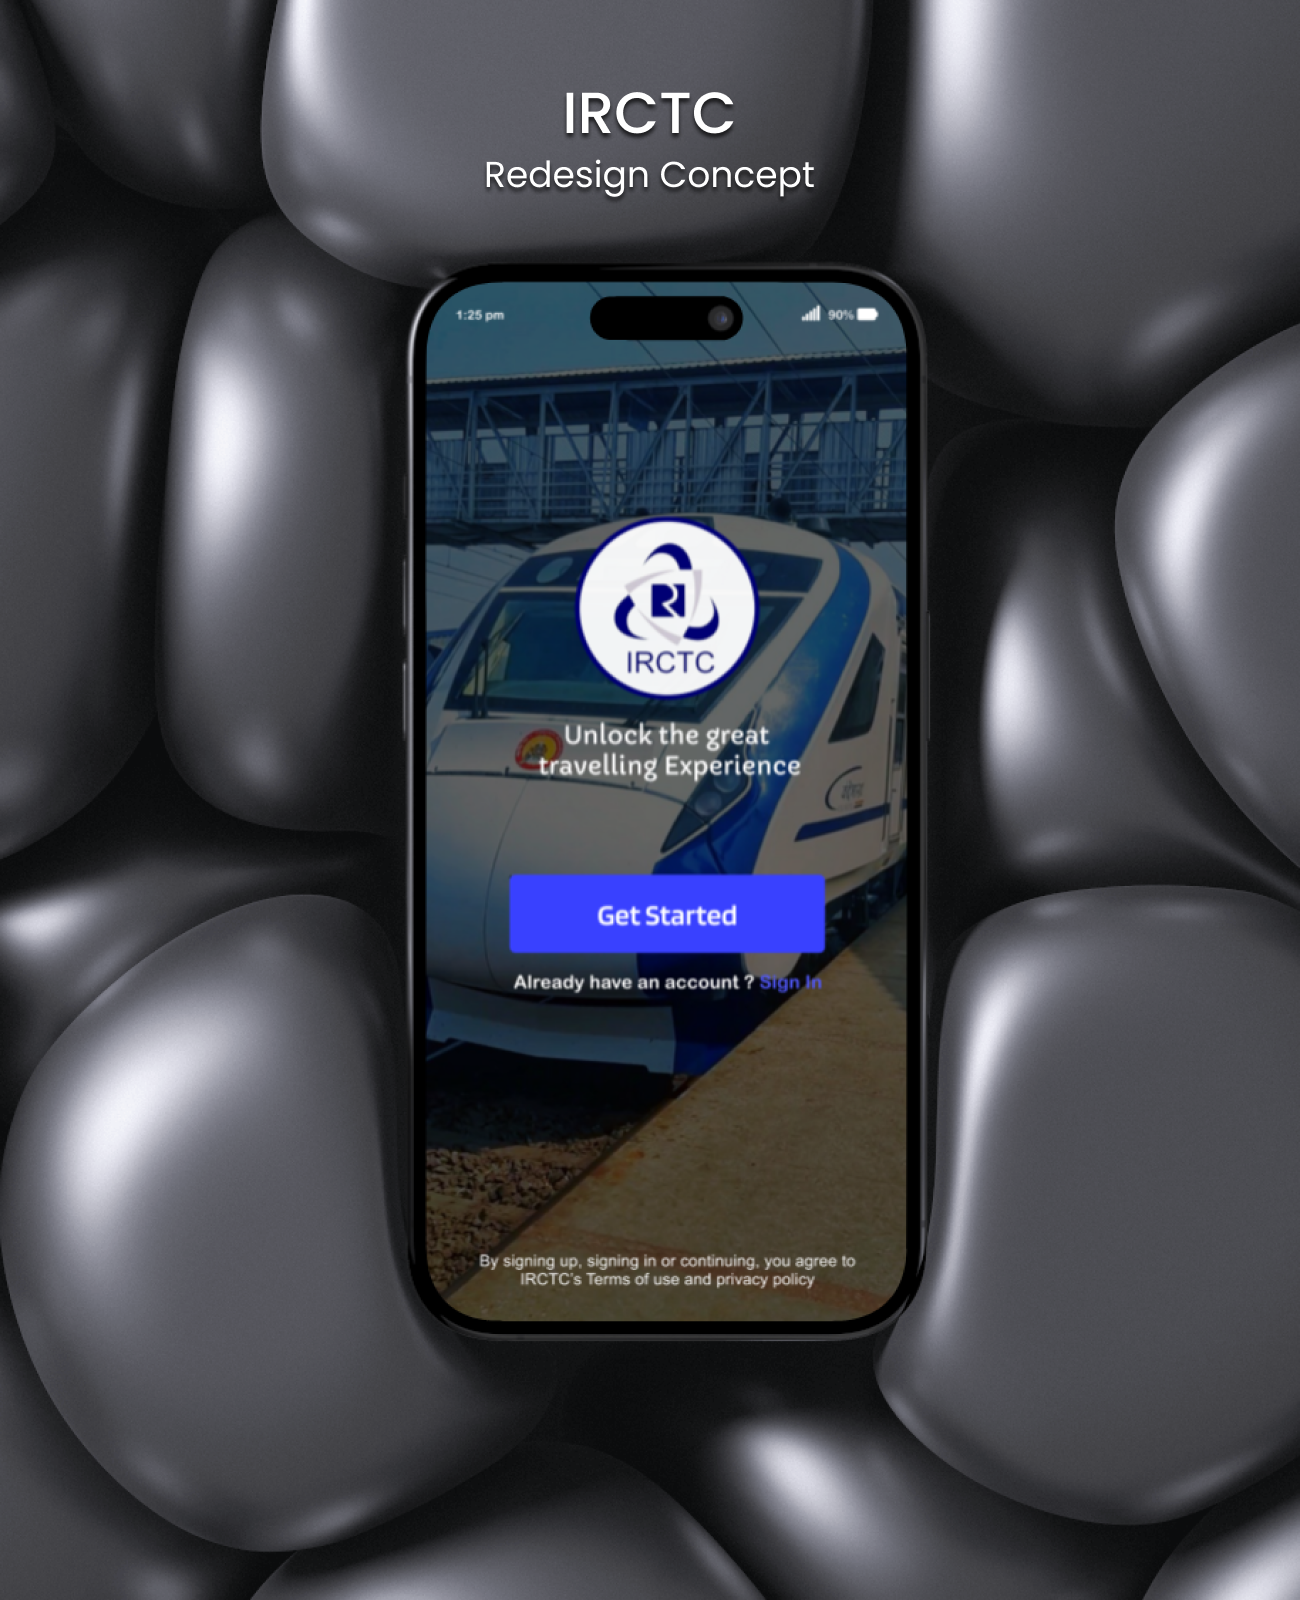 IRCTC
Redesign Concept
1:25 pm
90%
IRCTC
Unlock the great
travelling Experience
Get Started
Already have an account ? Sign In
By signing up, signing in or continuing, you agree to
IRCTC's Terms of use and privacy policy